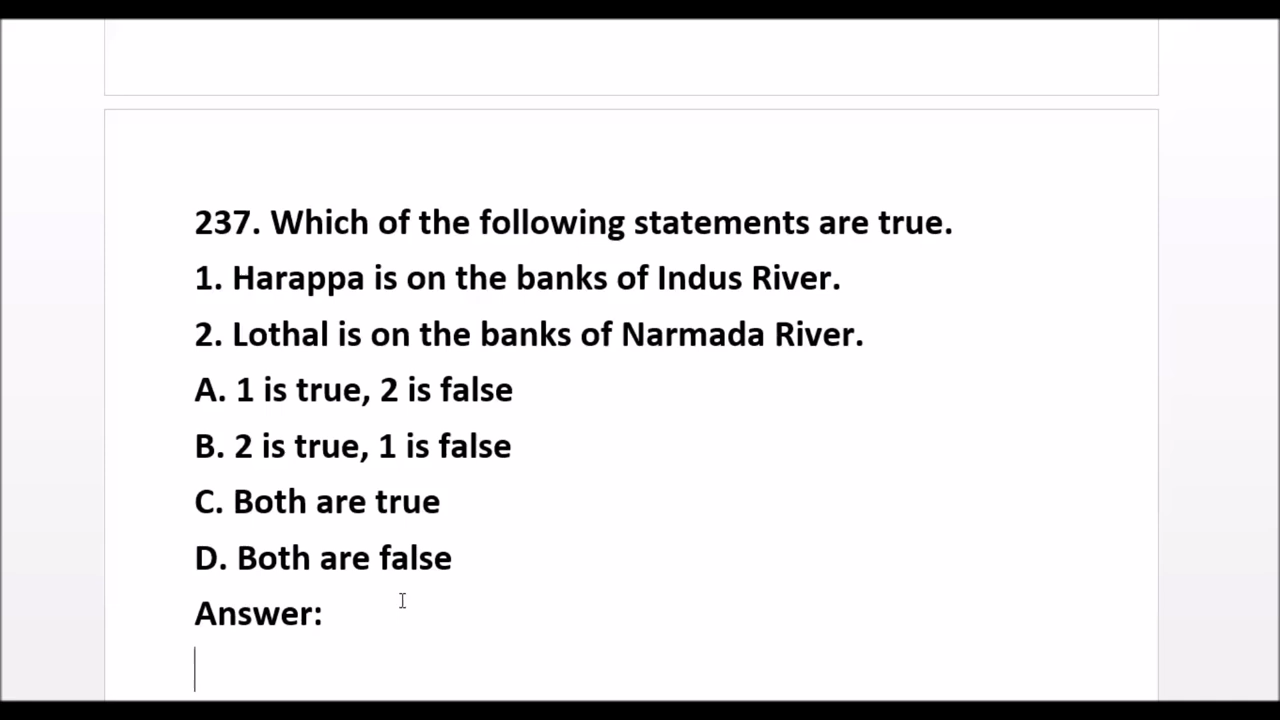 237. Which of the following statements are true.
1. Harappa is on the banks of Indus River.
2. Lothal is on the banks of Narmada River.
A. 1 is true, 2 is false
B. 2 is true, 1 is false
C. Both are true
D. Both are false
Answer: